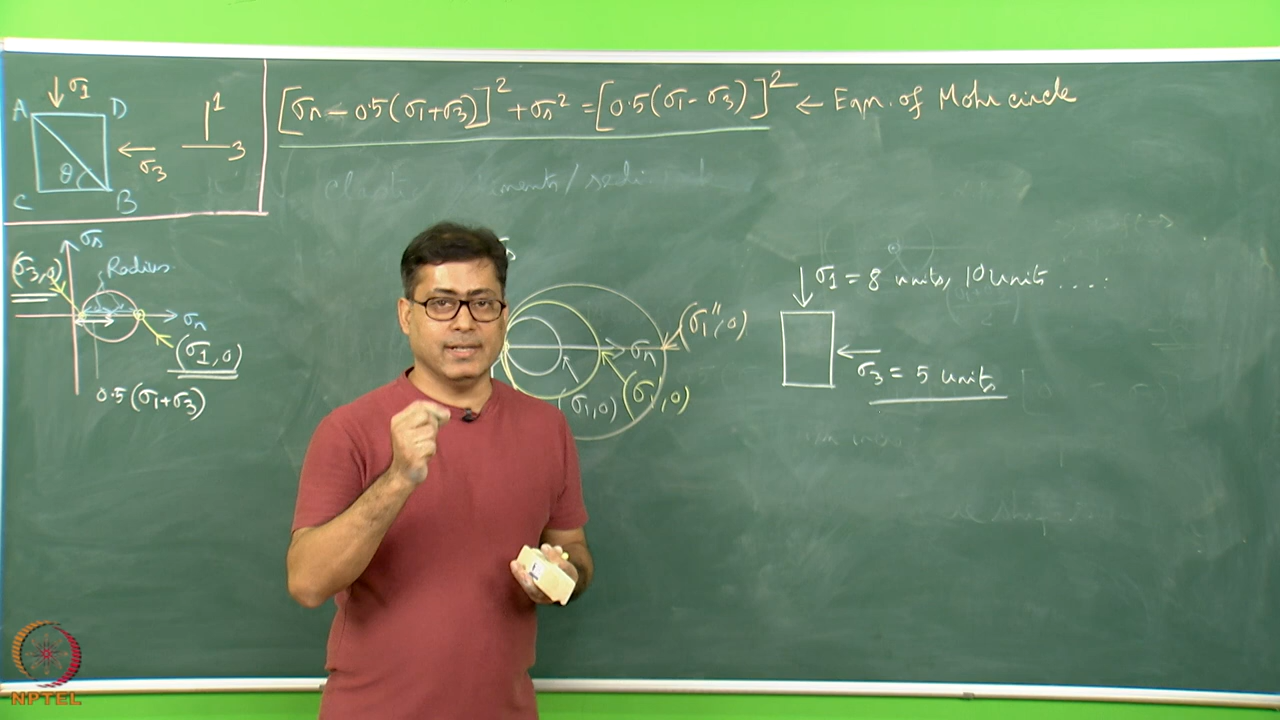 σ1
A
D
σ3
θ
C
B
1
3
[σn - 0.5(σ1+σ3)]² + σs² = [0.5(σ1 - σ3)]² ← Eqn. of Mohr circle
σs
(σ3,0)
Radius
σn
(σ1,0)
0.5(σ1+σ3)
σn
(σ1'',0)
(σ1,0)
(σ1',0)
σ1 = 8 units, 10 units ....
σ3 = 5 units
NPTEL